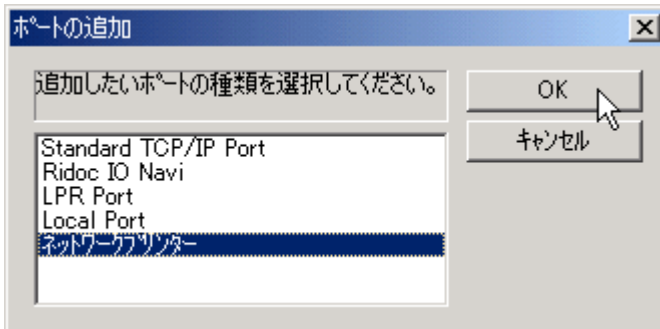 ポートの追加
追加したいポートの種類を選択してください。
OK
キャンセル
Standard TCP/IP Port
Ridoc IO Navi
LPR Port
Local Port
ネットワークプリンター